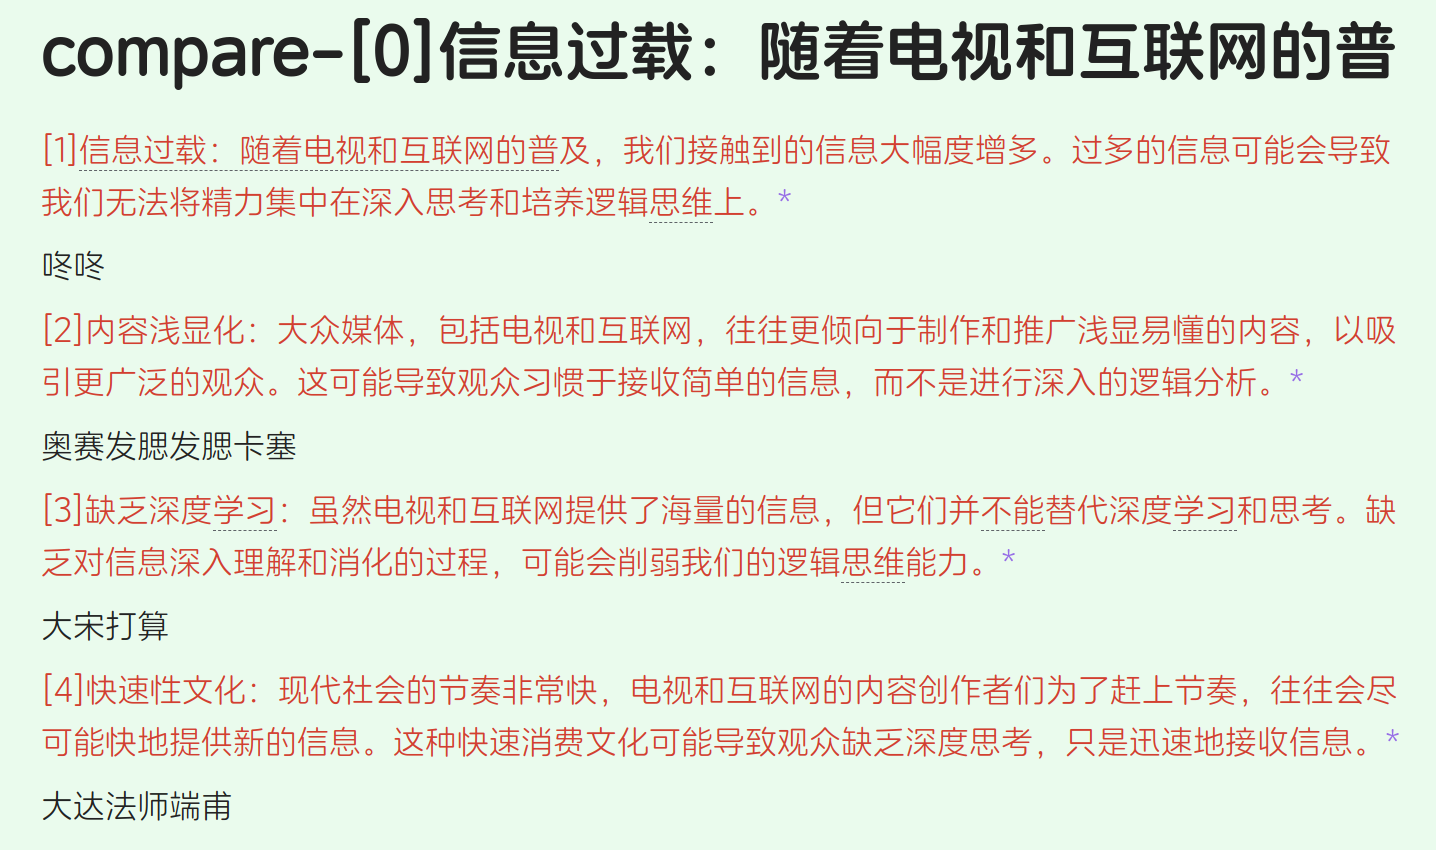 compare-[0]信息过载：随着电视和互联网的普
[1]信息过载：随着电视和互联网的普及，我们接触到的信息大幅度增多。过多的信息可能会导致
我们无法将精力集中在深入思考和培养逻辑思维上。*
咚咚
[2]内容浅显化：大众媒体，包括电视和互联网，往往更倾向于制作和推广浅显易懂的内容，以吸
引更广泛的观众。这可能导致观众习惯于接收简单的信息，而不是进行深入的逻辑分析。*
奥赛发腮发腮卡塞
[3]缺乏深度学习：虽然电视和互联网提供了海量的信息，但它们并不能替代深度学习和思考。缺
乏对信息深入理解和消化的过程，可能会削弱我们的逻辑思维能力。*
大宋打算
[4]快速性文化：现代社会的节奏非常快，电视和互联网的内容创作者们为了赶上节奏，往往会尽
可能快地提供新的信息。这种快速消费文化可能导致观众缺乏深度思考，只是迅速地接收信息。*
大达法师端甫